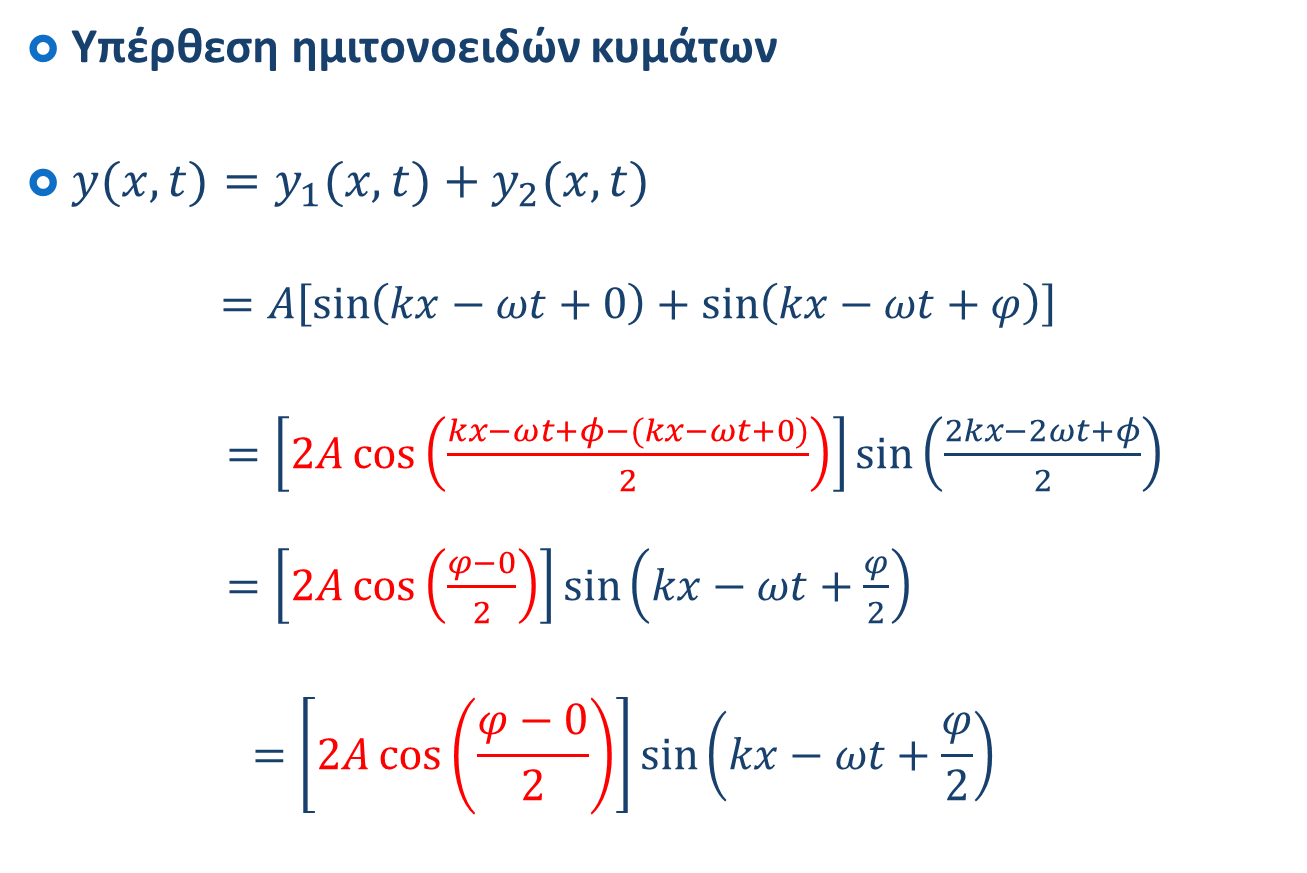 Υπέρθεση ημιτονοειδών κυμάτων
y(x, t) = y₁(x, t) + y₂(x, t)
= A[sin(kx − ωt + 0) + sin(kx − ωt + φ)]
= [2A cos((kx−ωt+ϕ−(kx−ωt+0))/2)] sin((2kx−2ωt+ϕ)/2)
= [2A cos((φ−0)/2)] sin(kx − ωt + φ/2)
= [2A cos((φ − 0)/2)] sin(kx − ωt + φ/2)